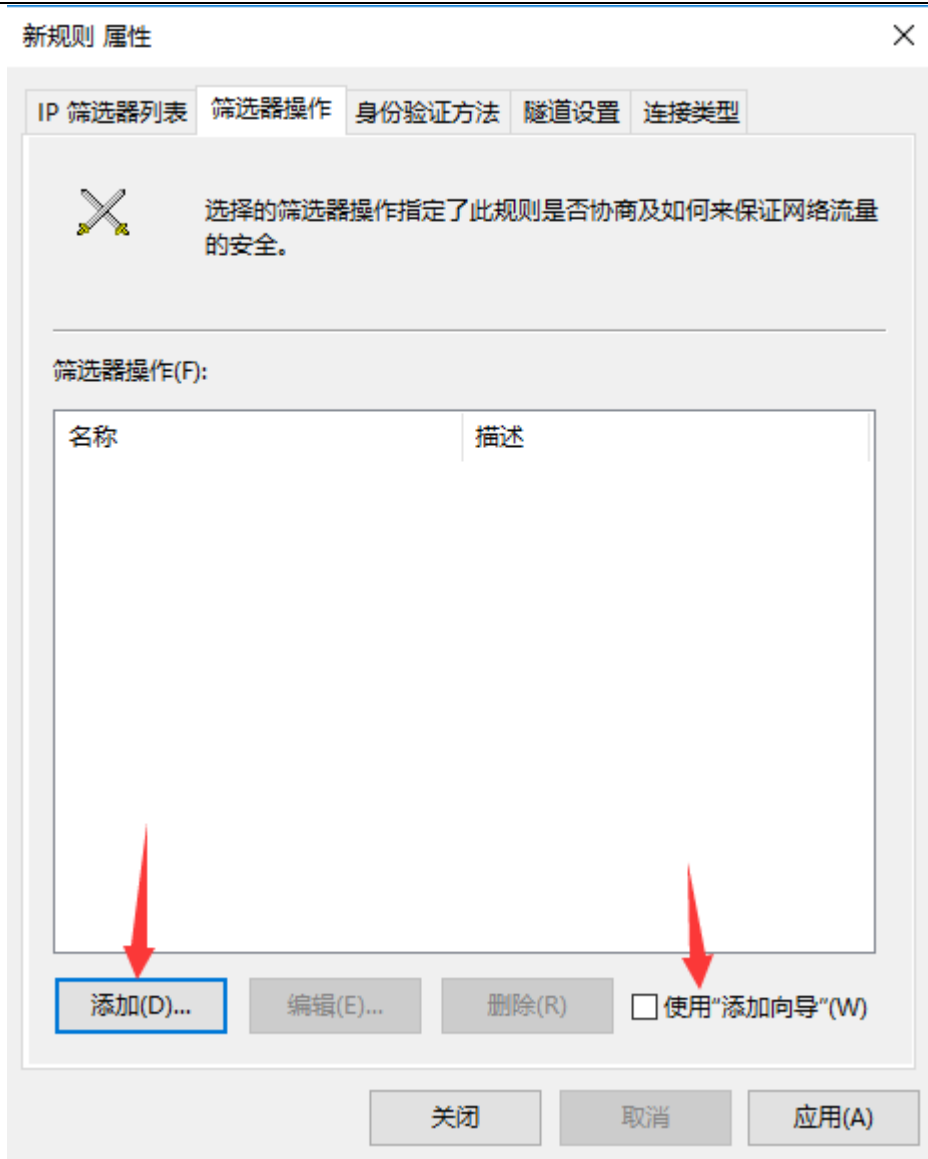 新规则 属性
IP 筛选器列表 筛选器操作 身份验证方法 隧道设置 连接类型
选择的筛选器操作指定了此规则是否协商及如何来保证网络流量
的安全。
筛选器操作(F):
名称 描述
添加(D)... 编辑(E)... 删除(R) 使用“添加向导”(W)
关闭 取消 应用(A)